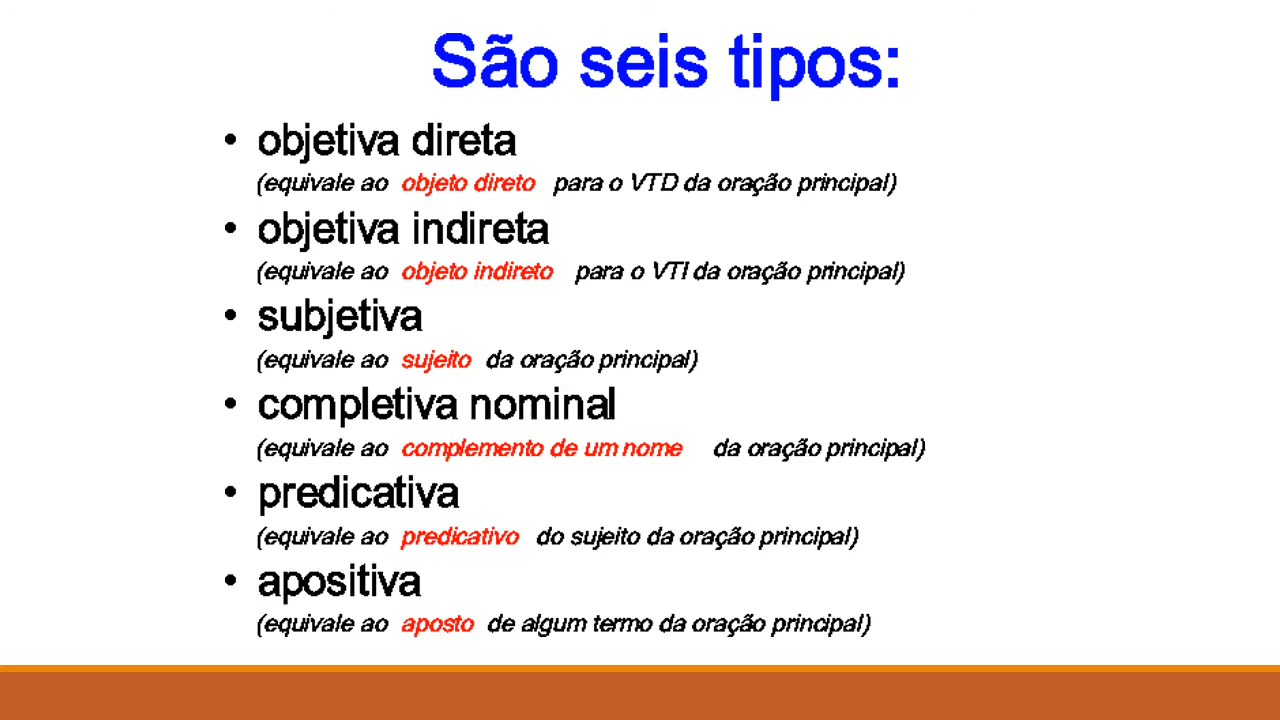 São seis tipos:
• objetiva direta
(equivale ao objeto direto para o VTD da oração principal)
• objetiva indireta
(equivale ao objeto indireto para o VTI da oração principal)
• subjetiva
(equivale ao sujeito da oração principal)
• completiva nominal
(equivale ao complemento de um nome da oração principal)
• predicativa
(equivale ao predicativo do sujeito da oração principal)
• apositiva
(equivale ao aposto de algum termo da oração principal)